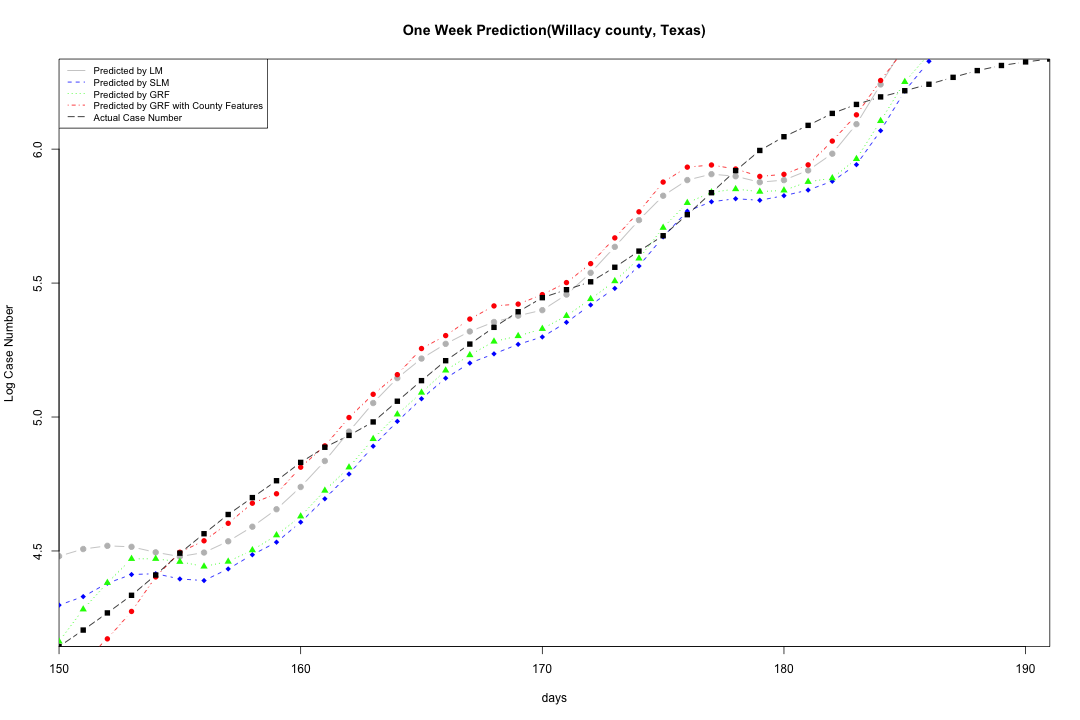 One Week Prediction(Willacy county, Texas)
Predicted by LM
Predicted by SLM
Predicted by GRF
Predicted by GRF with County Features
Actual Case Number
6.0
5.5
5.0
4.5
Log Case Number
150 160 170 180 190
days